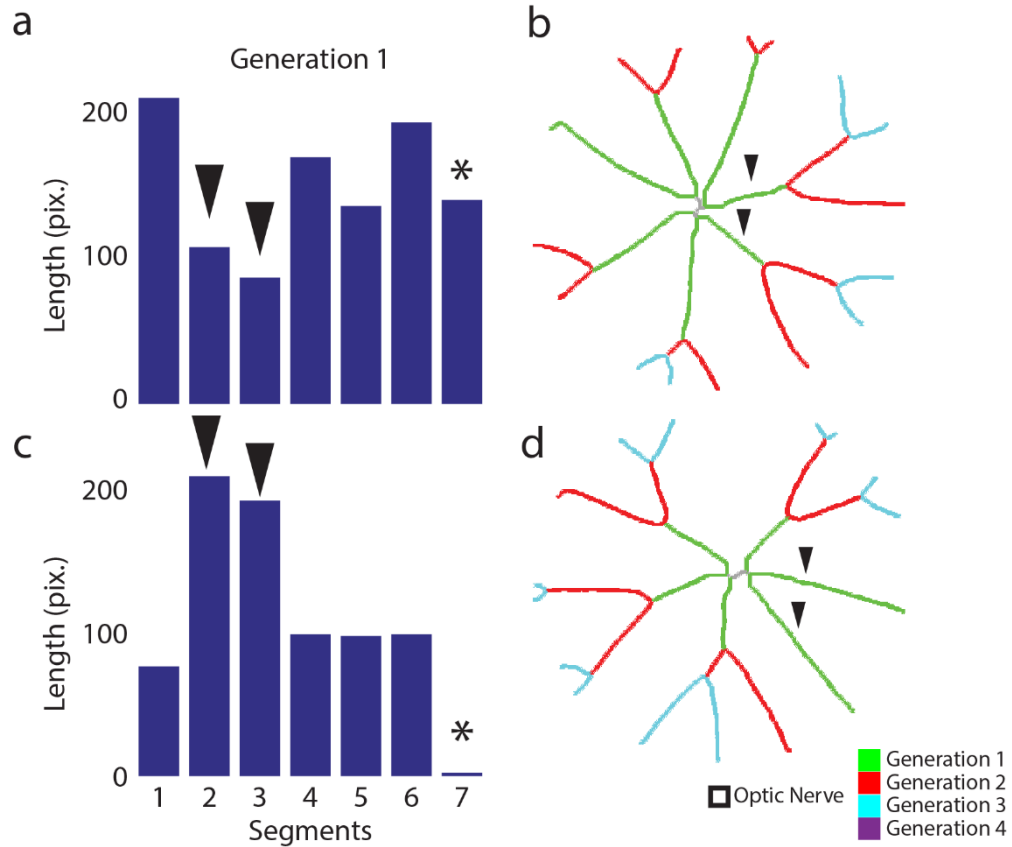 a
Generation 1
Length (pix.)
200
100
0
*
b
c
Length (pix.)
200
100
0
*
1 2 3 4 5 6 7
Segments
d
Optic Nerve
Generation 1
Generation 2
Generation 3
Generation 4